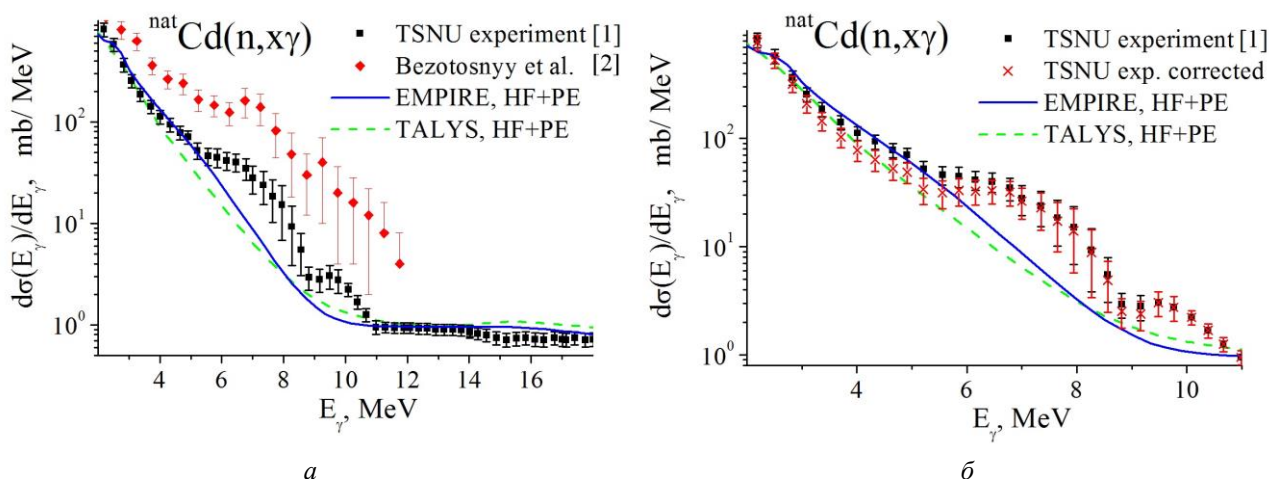 natCd(n,xγ)
TSNU experiment [1]
Bezotosnyy et al. [2]
EMPIRE, HF+PE
TALYS, HF+PE
dσ(Eγ)/dEγ, mb/ MeV
10²
10¹
10⁰
4 6 8 10 12 14 16
Eγ, MeV
а
natCd(n,xγ)
TSNU experiment [1]
TSNU exp. corrected
EMPIRE, HF+PE
TALYS, HF+PE
dσ(Eγ)/dEγ, mb/ MeV
10²
10¹
10⁰
4 6 8 10
Eγ, MeV
б